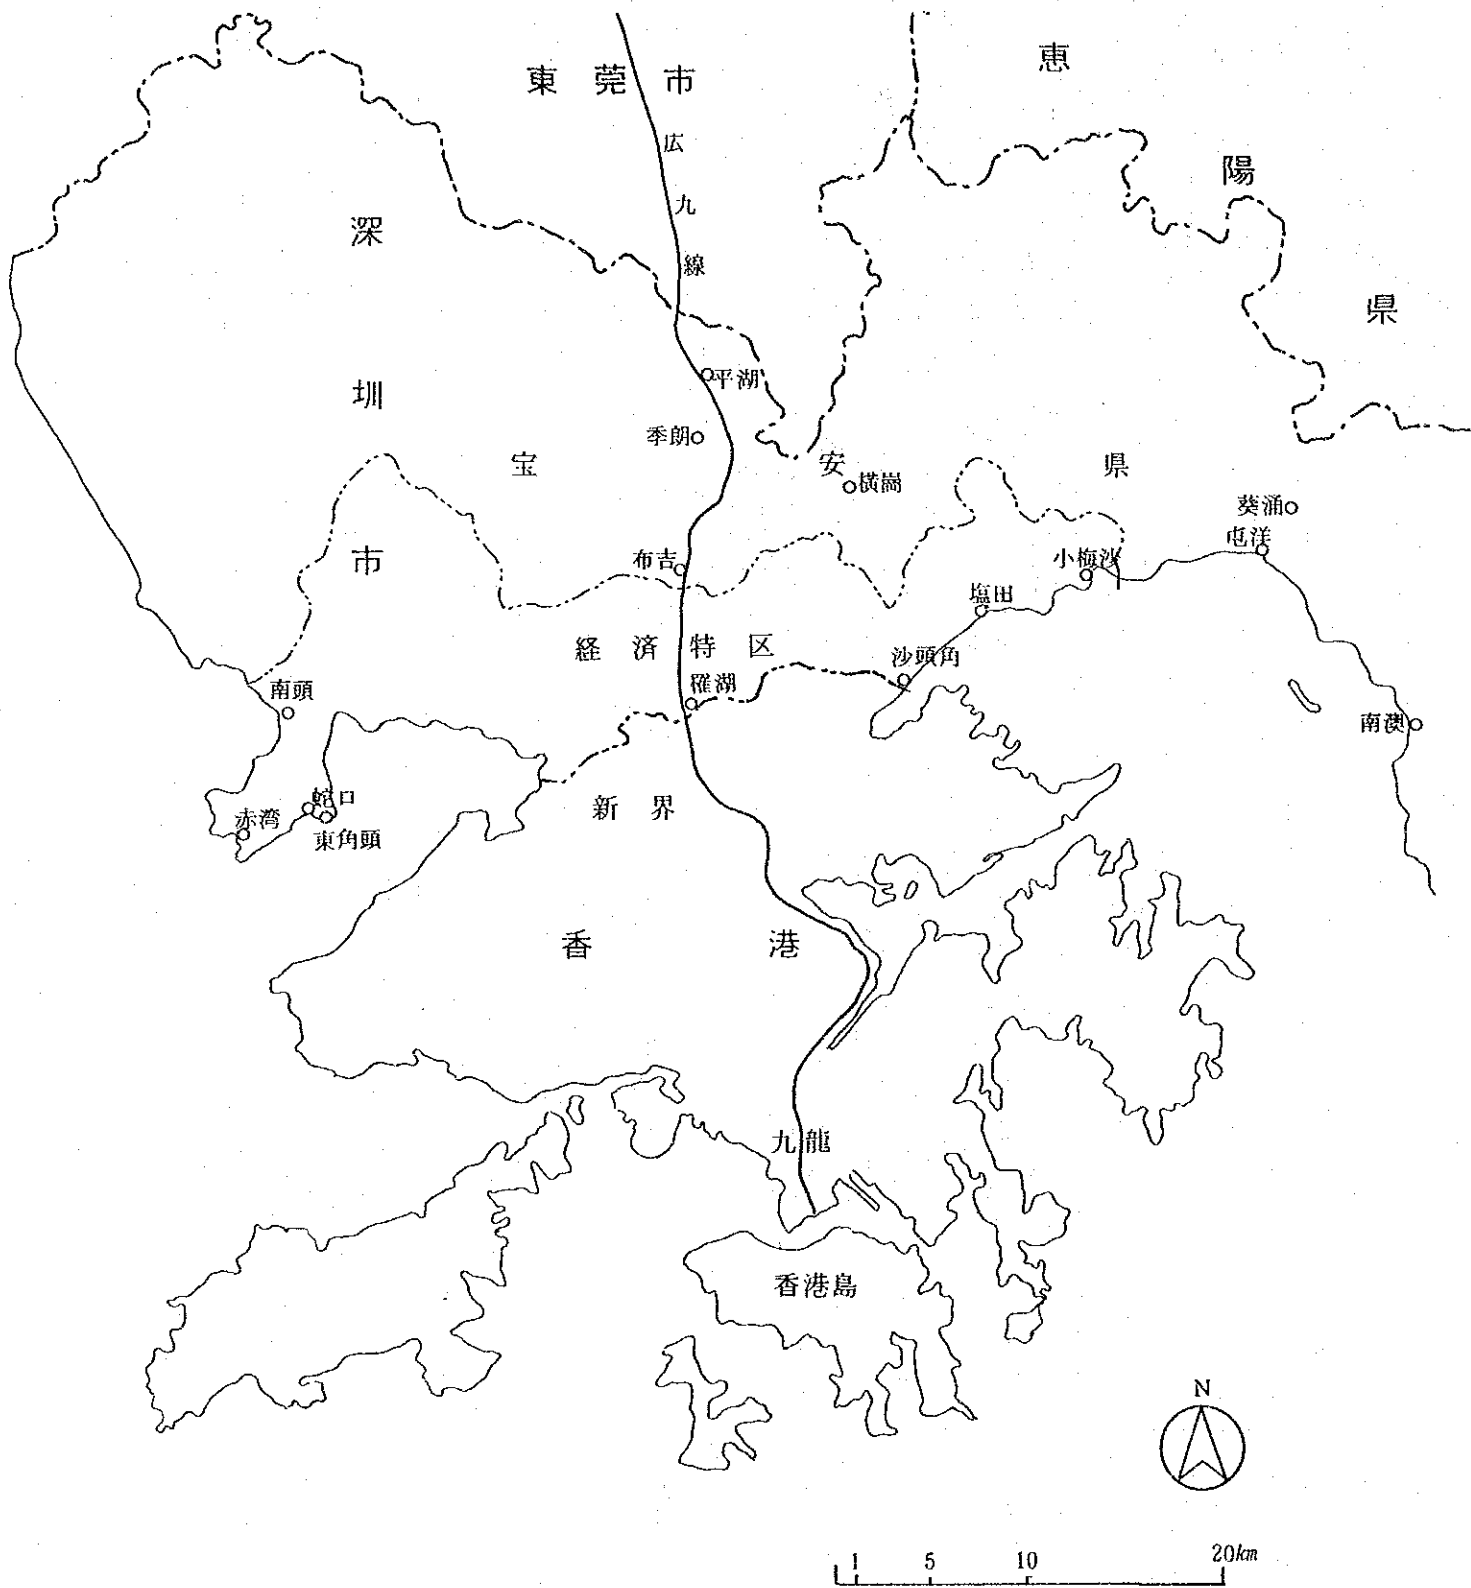 東莞市
恵陽県
広九線
深圳市
平湖
季朗
宝安県
横崗
葵涌
屯洋
布吉
小梅沙
塩田
経済特区
沙頭角
羅湖
南頭
南澳
新界
蛇口
赤湾
東角頭
香港
九龍
香港島
N
1 5 10 20km